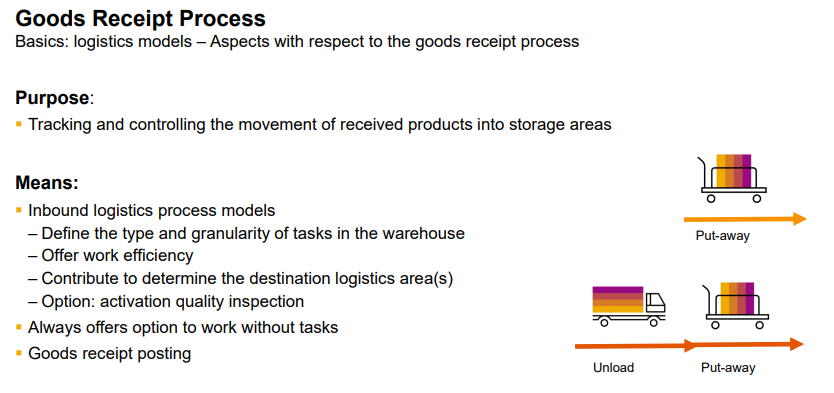 Goods Receipt Process
Basics: logistics models – Aspects with respect to the goods receipt process
Purpose:
Tracking and controlling the movement of received products into storage areas
Means:
Inbound logistics process models
– Define the type and granularity of tasks in the warehouse
– Offer work efficiency
– Contribute to determine the destination logistics area(s)
– Option: activation quality inspection
Always offers option to work without tasks
Goods receipt posting
Put-away
Unload
Put-away